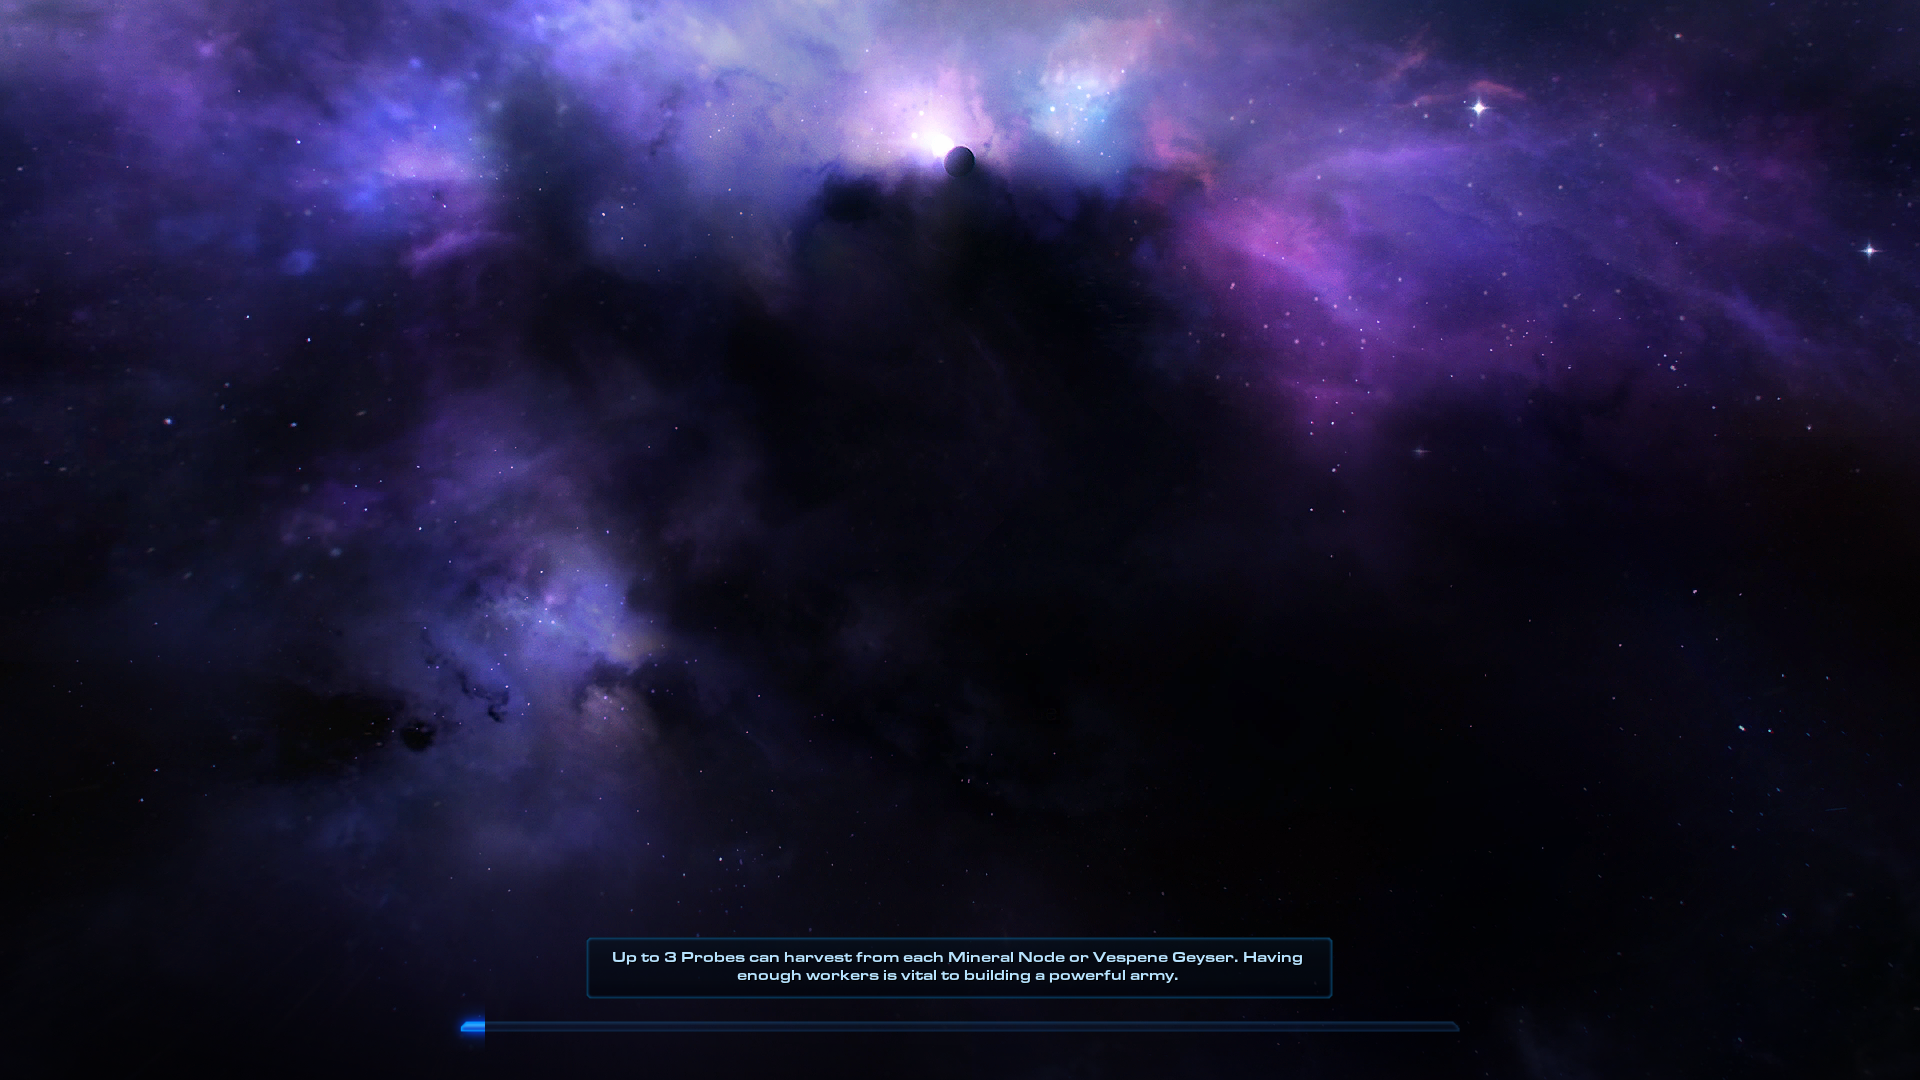 Up to 3 Probes can harvest from each Mineral Node or Vespene Geyser. Having
enough workers is vital to building a powerful army.